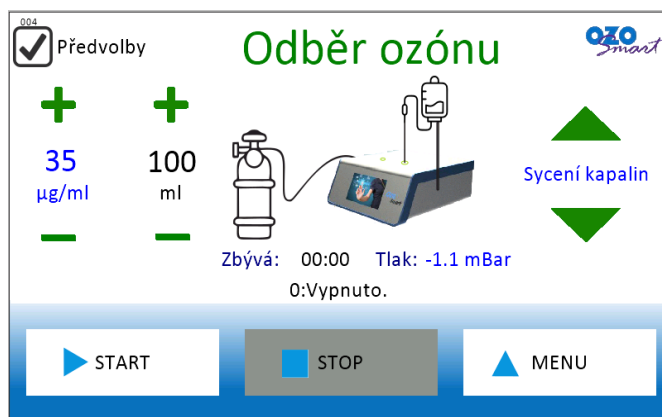 004
Předvolby
Odběr ozónu
OZO
Smart
35
µg/ml
100
ml
Sycení kapalin
Zbývá: 00:00 Tlak: -1.1 mBar
0:Vypnuto.
START
STOP
MENU